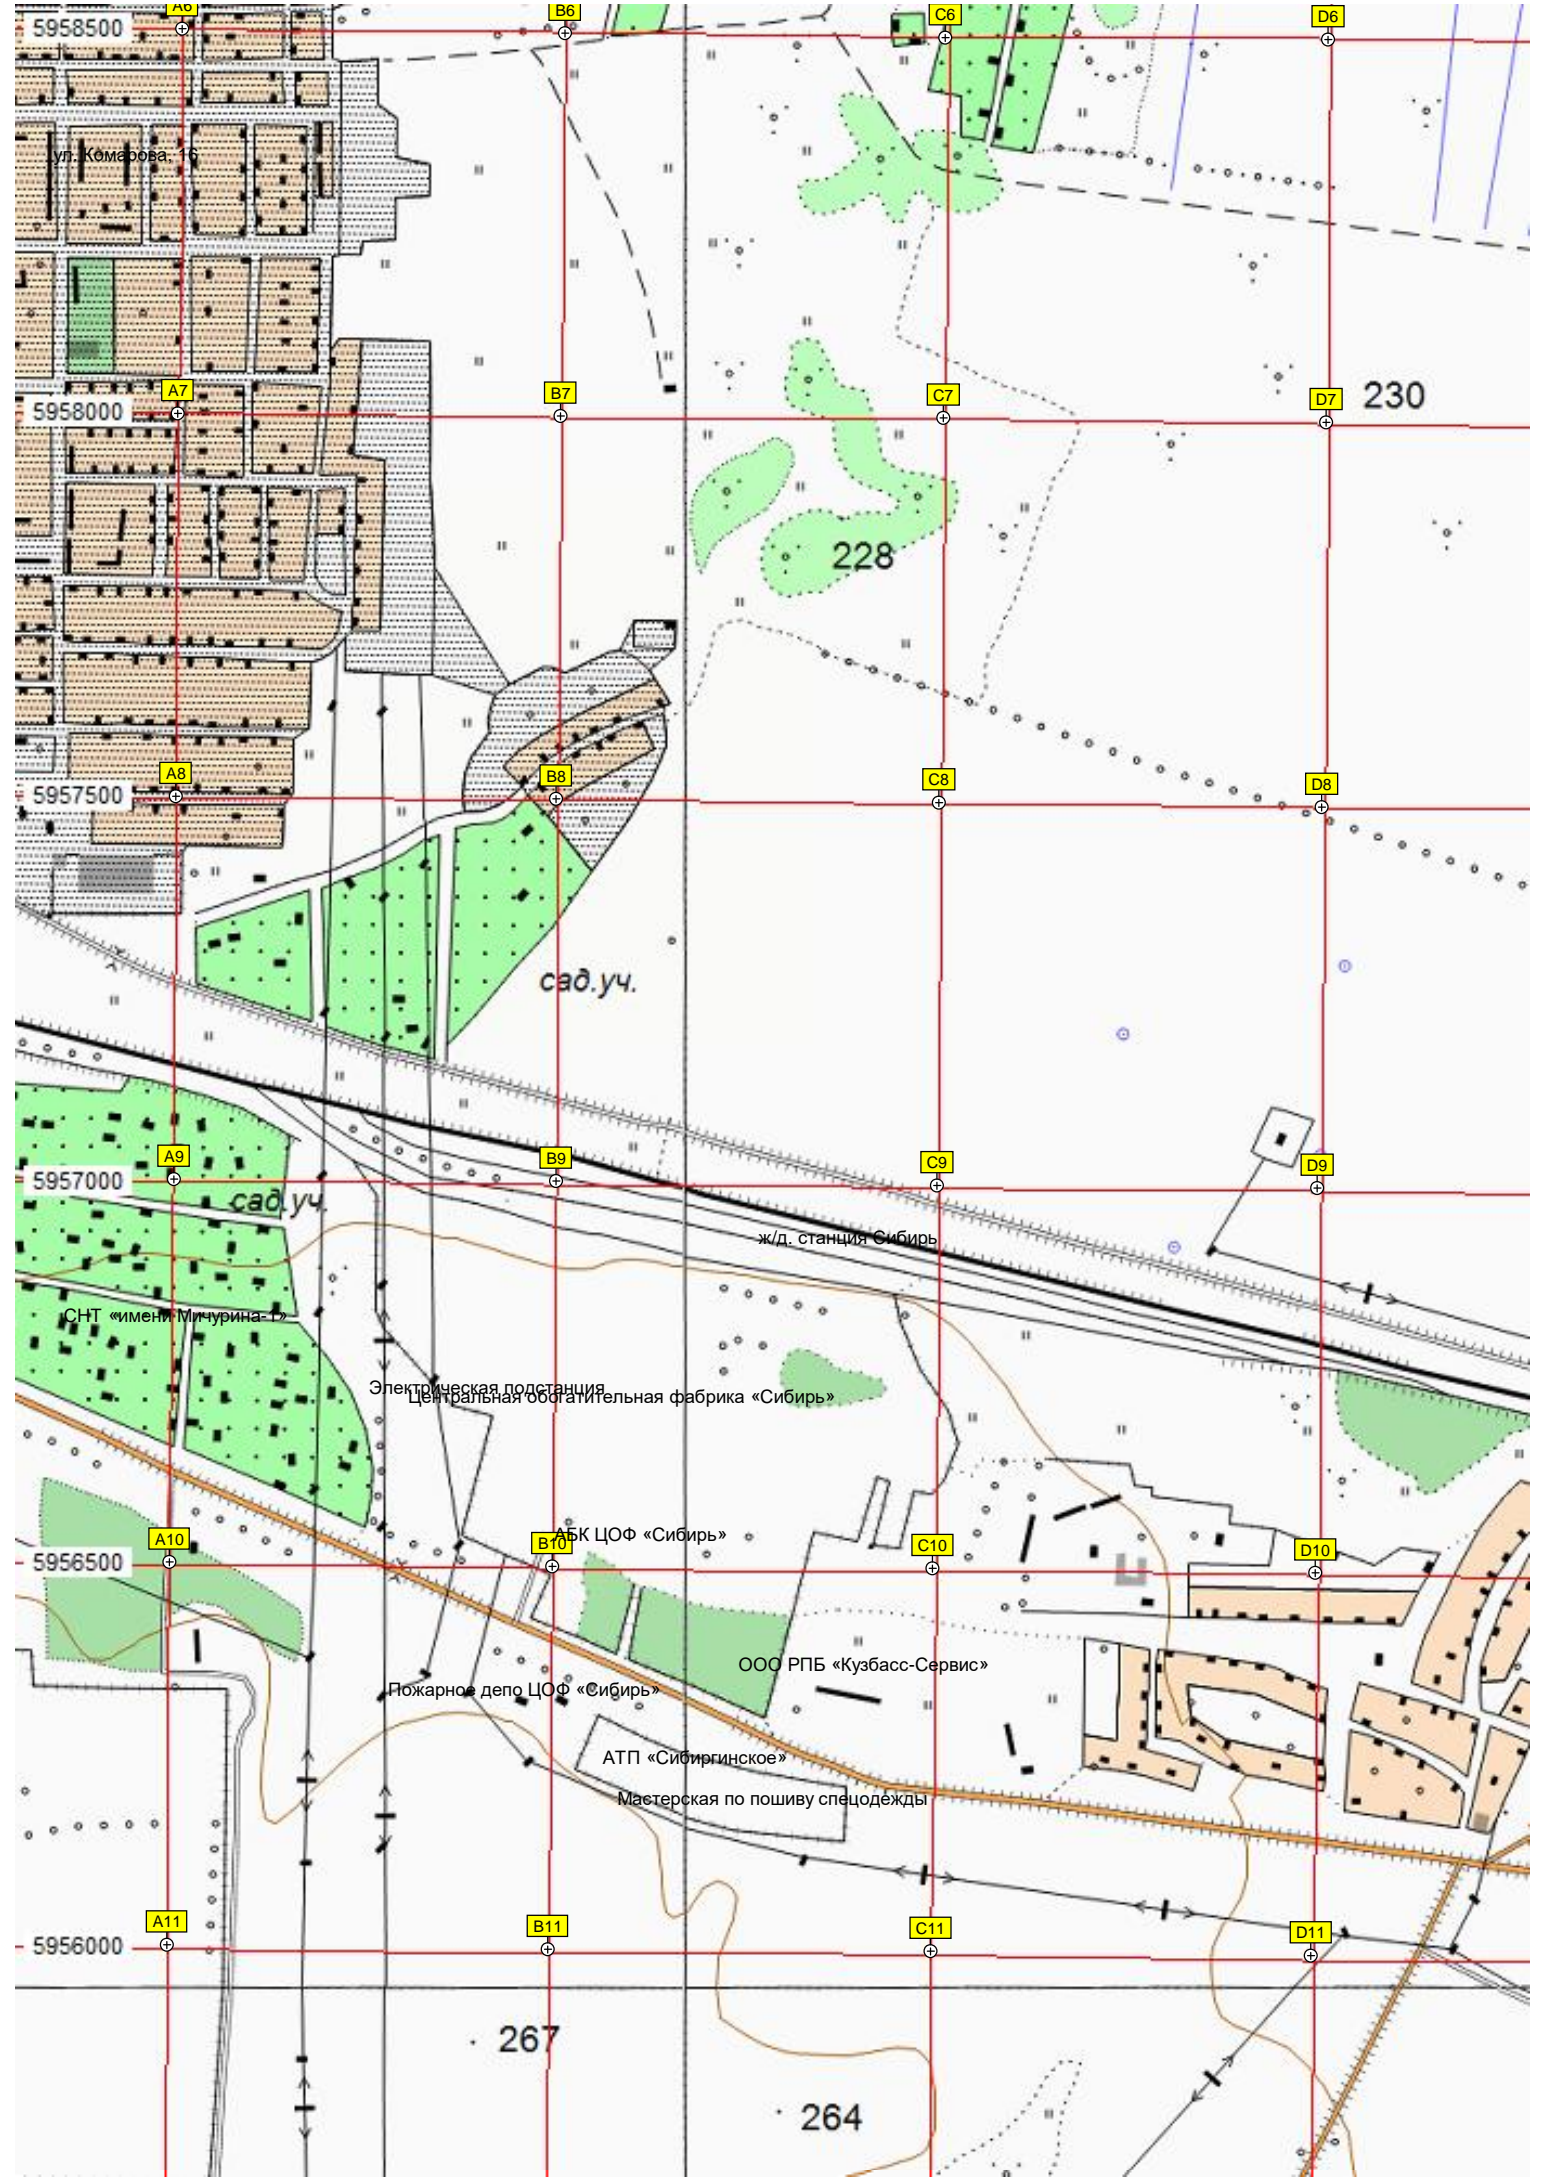 A6
B6
C6
D6
5958500
ул. Комарова, 16
A7
B7
C7
D7
5958000
230
228
A8
B8
C8
D8
5957500
сад.уч.
A9
B9
C9
D9
5957000
сад.уч.
ж/д. станция Сибирь
СНТ «имени Мичурина-1»
Электрическая подстанция
Центральная обогатительная фабрика «Сибирь»
АБК ЦОФ «Сибирь»
A10
B10
C10
D10
5956500
ООО РПБ «Кузбасс-Сервис»
Пожарное депо ЦОФ «Сибирь»
АТП «Сибиргинское»
Мастерская по пошиву спецодежды
A11
B11
C11
D11
5956000
267
264